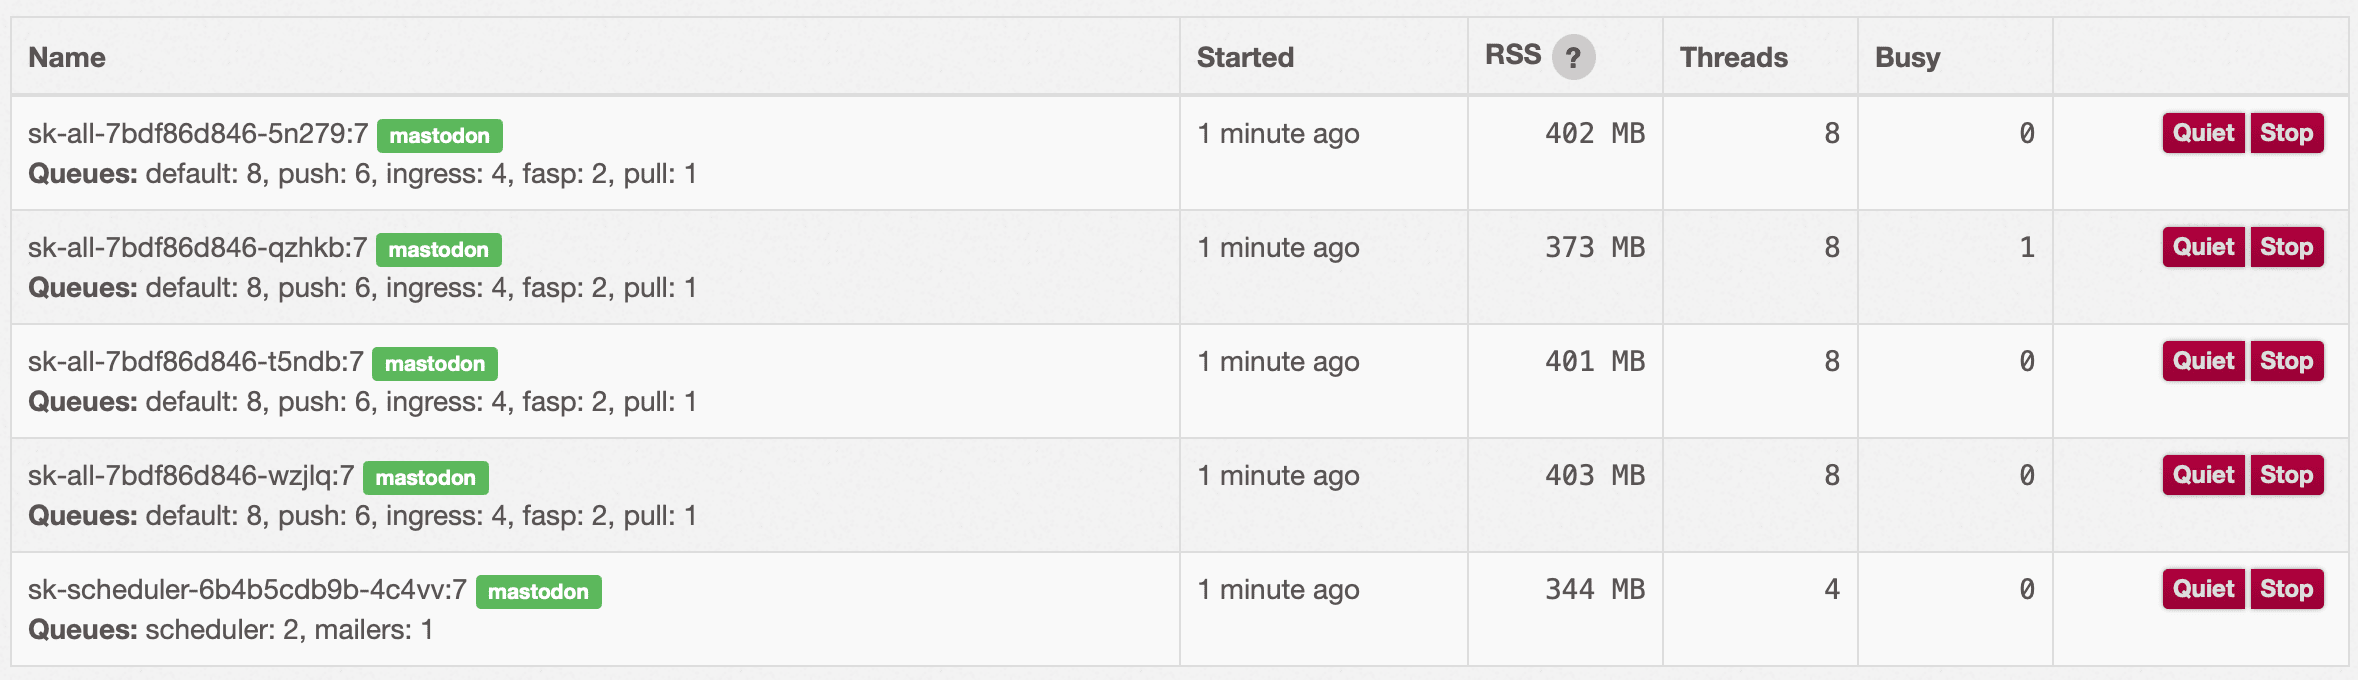 Name Started RSS ? Threads Busy
sk-all-7bdf86d846-5n279:7 mastodon 1 minute ago 402 MB 8 0 Quiet Stop
Queues: default: 8, push: 6, ingress: 4, fasp: 2, pull: 1
sk-all-7bdf86d846-qzhkb:7 mastodon 1 minute ago 373 MB 8 1 Quiet Stop
Queues: default: 8, push: 6, ingress: 4, fasp: 2, pull: 1
sk-all-7bdf86d846-t5ndb:7 mastodon 1 minute ago 401 MB 8 0 Quiet Stop
Queues: default: 8, push: 6, ingress: 4, fasp: 2, pull: 1
sk-all-7bdf86d846-wzjlq:7 mastodon 1 minute ago 403 MB 8 0 Quiet Stop
Queues: default: 8, push: 6, ingress: 4, fasp: 2, pull: 1
sk-scheduler-6b4b5cdb9b-4c4vv:7 mastodon 1 minute ago 344 MB 4 0 Quiet Stop
Queues: scheduler: 2, mailers: 1